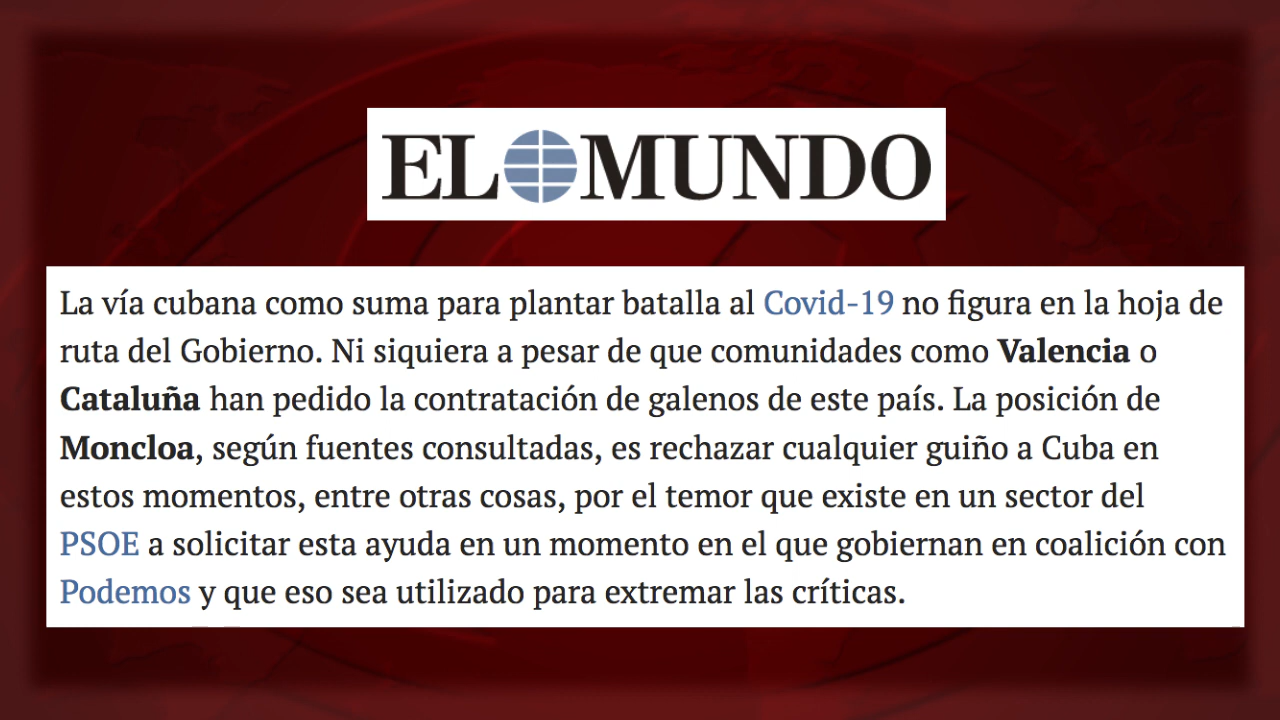 EL MUNDO
La vía cubana como suma para plantar batalla al Covid-19 no figura en la hoja de
ruta del Gobierno. Ni siquiera a pesar de que comunidades como Valencia o
Cataluña han pedido la contratación de galenos de este país. La posición de
Moncloa, según fuentes consultadas, es rechazar cualquier guiño a Cuba en
estos momentos, entre otras cosas, por el temor que existe en un sector del
PSOE a solicitar esta ayuda en un momento en el que gobiernan en coalición con
Podemos y que eso sea utilizado para extremar las críticas.